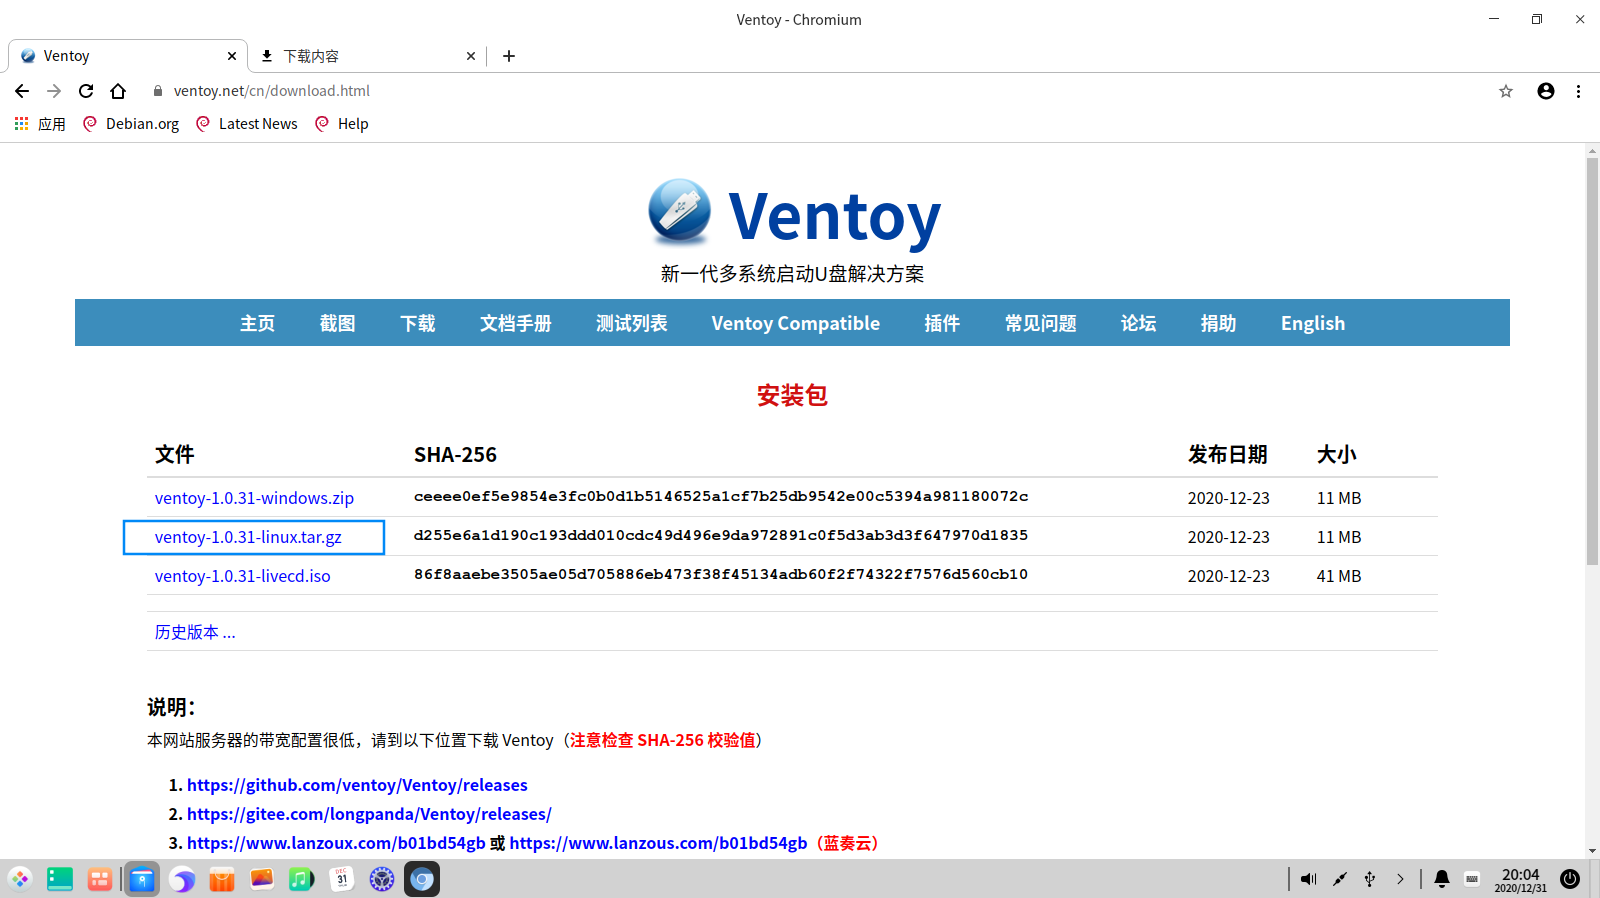 Ventoy - Chromium
Ventoy
下载内容
ventoy.net/cn/download.html
应用 Debian.org Latest News Help
Ventoy
新一代多系统启动U盘解决方案
主页 截图 下载 文档手册 测试列表 Ventoy Compatible 插件 常见问题 论坛 捐助 English
安装包
文件 SHA-256 发布日期 大小
ventoy-1.0.31-windows.zip ceeee0ef5e9854e3fc0b0d1b5146525a1cf7b25db9542e00c5394a981180072c 2020-12-23 11 MB
ventoy-1.0.31-linux.tar.gz d255e6a1d190c193ddd010cdc49d496e9da972891c0f5d3ab3d3f647970d1835 2020-12-23 11 MB
ventoy-1.0.31-livecd.iso 86f8aaebe3505ae05d705886eb473f38f45134adb60f2f74322f7576d560cb10 2020-12-23 41 MB
历史版本 ...
说明：
本网站服务器的带宽配置很低，请到以下位置下载 Ventoy（注意检查 SHA-256 校验值）
1. https://github.com/ventoy/Ventoy/releases
2. https://gitee.com/longpanda/Ventoy/releases/
3. https://www.lanzoux.com/b01bd54gb 或 https://www.lanzous.com/b01bd54gb（蓝奏云）
DEC
31
20:04
2020/12/31